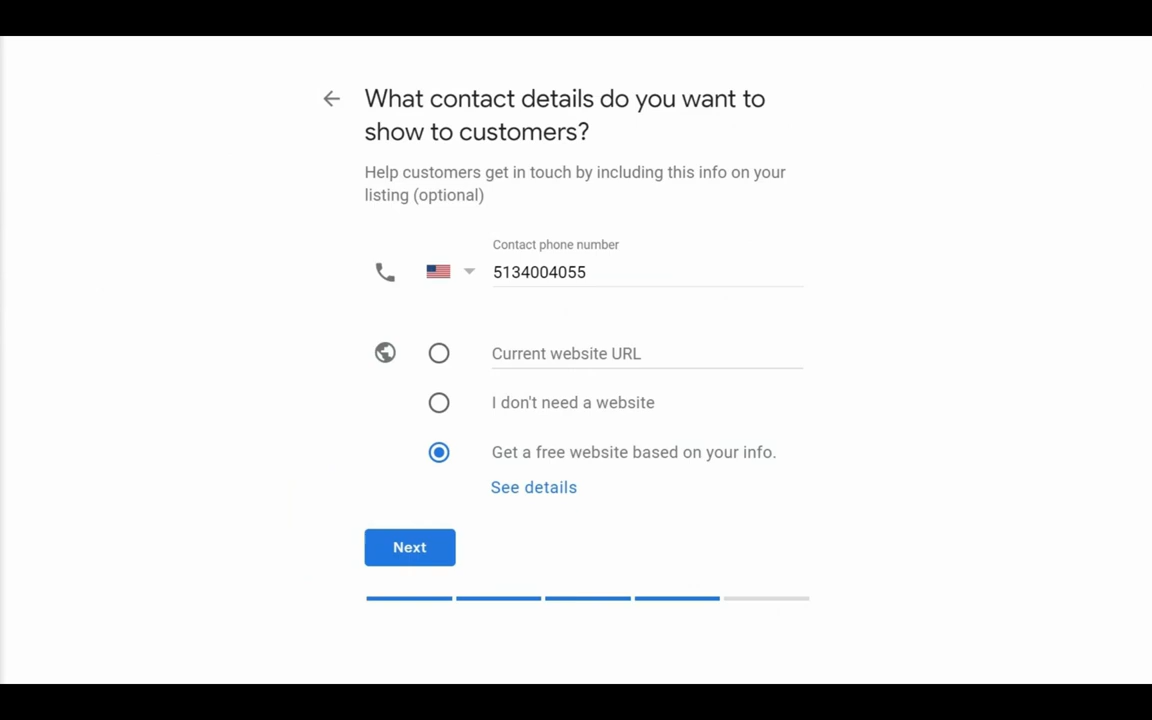 What contact details do you want to
show to customers?
Help customers get in touch by including this info on your
listing (optional)
Contact phone number
5134004055
Current website URL
I don't need a website
Get a free website based on your info.
See details
Next